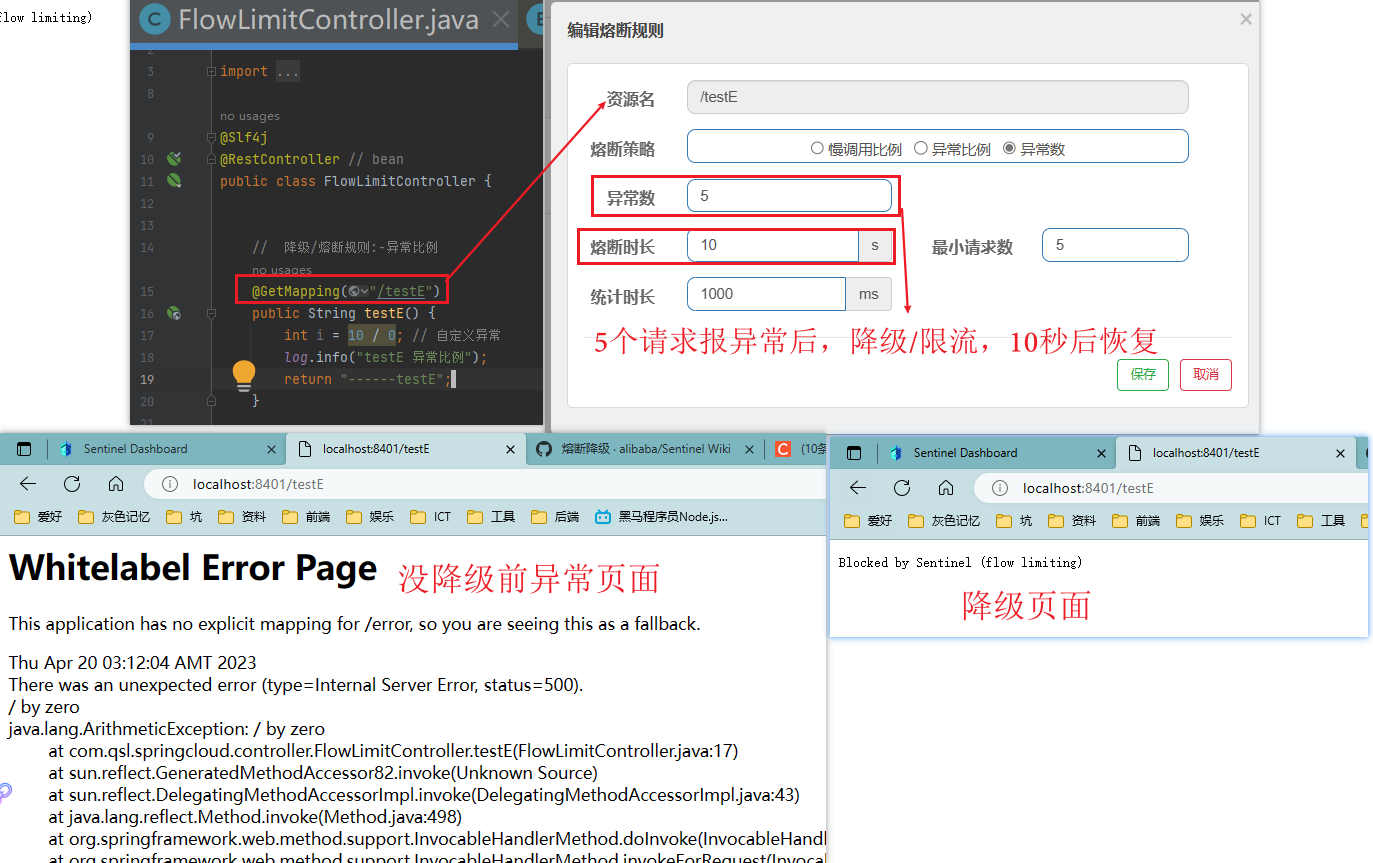 flow limiting)
FlowLimitController.java
2
3 import ...
8
no usages
9 @Slf4j
10 @RestController // bean
11 public class FlowLimitController {
12
13
14 // 降级/熔断规则:-异常比例
no usages
15 @GetMapping("/testE")
16 public String testE() {
17 int i = 10 / 0; // 自定义异常
18 log.info("testE 异常比例");
19 return "------testE";
20 }
21
编辑熔断规则
资源名 /testE
熔断策略 慢调用比例 异常比例 异常数
异常数 5
熔断时长 10 s 最小请求数 5
统计时长 1000 ms
5个请求报异常后，降级/限流，10秒后恢复
保存 取消
Sentinel Dashboard localhost:8401/testE 熔断降级 · alibaba/Sentinel Wiki (10条
localhost:8401/testE
爱好 灰色记忆 坑 资料 前端 娱乐 ICT 工具 后端 黑马程序员Node.js...
Whitelabel Error Page 没降级前异常页面
This application has no explicit mapping for /error, so you are seeing this as a fallback.
Thu Apr 20 03:12:04 AMT 2023
There was an unexpected error (type=Internal Server Error, status=500).
/ by zero
java.lang.ArithmeticException: / by zero
at com.qsl.springcloud.controller.FlowLimitController.testE(FlowLimitController.java:17)
at sun.reflect.GeneratedMethodAccessor82.invoke(Unknown Source)
at sun.reflect.DelegatingMethodAccessorImpl.invoke(DelegatingMethodAccessorImpl.java:43)
at java.lang.reflect.Method.invoke(Method.java:498)
at org.springframework.web.method.support.InvocableHandlerMethod.doInvoke(InvocableHandl
at org.springframework.web.method.support.InvocableHandlerMethod.invokeForRequest(Invocal
Sentinel Dashboard localhost:8401/testE
localhost:8401/testE
爱好 灰色记忆 坑 资料 前端 娱乐 ICT 工具
Blocked by Sentinel (flow limiting)
降级页面